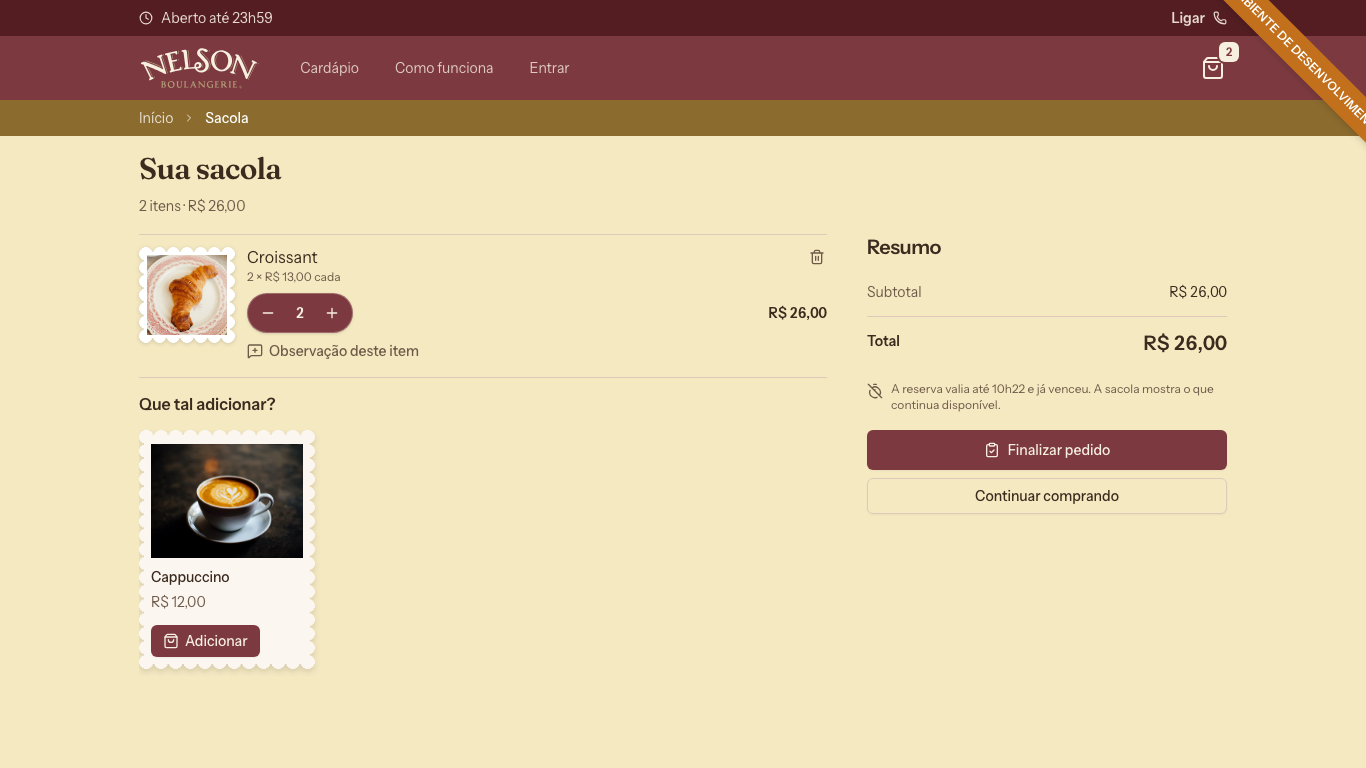 Aberto até 23h59
Ligar
NELSON
BOULANGERIE.
Cardápio
Como funciona
Entrar
2
Início
Sacola
Sua sacola
2 itens · R$ 26,00
Croissant
2 × R$ 13,00 cada
2
R$ 26,00
Observação deste item
Que tal adicionar?
Cappuccino
R$ 12,00
Adicionar
Resumo
Subtotal
R$ 26,00
Total
R$ 26,00
A reserva valia até 10h22 e já venceu. A sacola mostra o que
continua disponível.
Finalizar pedido
Continuar comprando